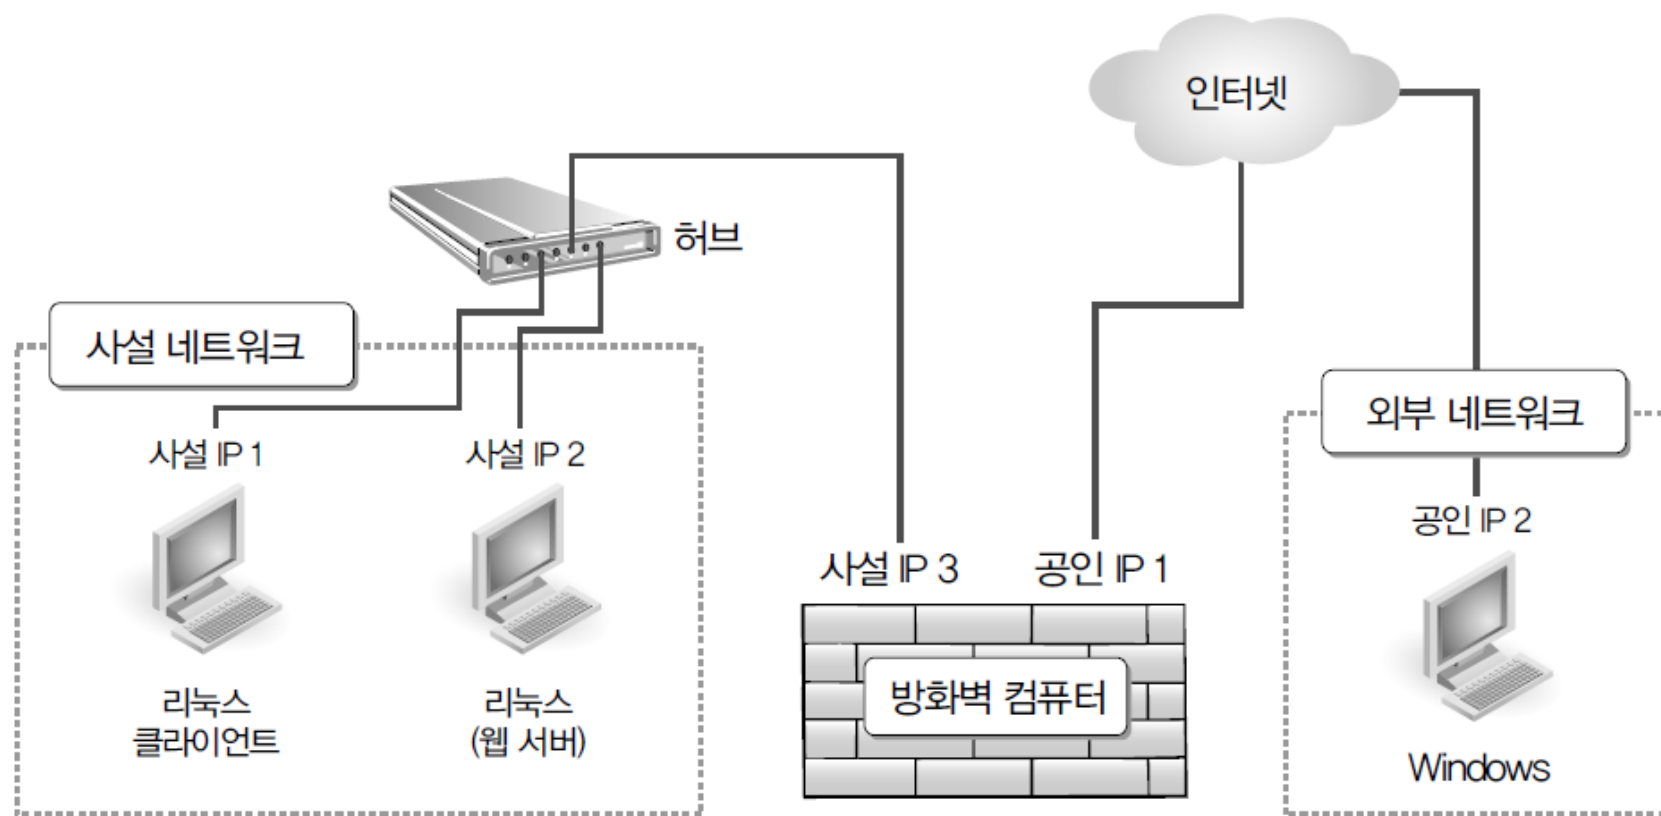 인터넷
허브
사설 네트워크
외부 네트워크
사설 IP 1
사설 IP 2
공인 IP 2
사설 IP 3
공인 IP 1
방화벽 컴퓨터
리눅스
클라이언트
리눅스
(웹 서버)
Windows